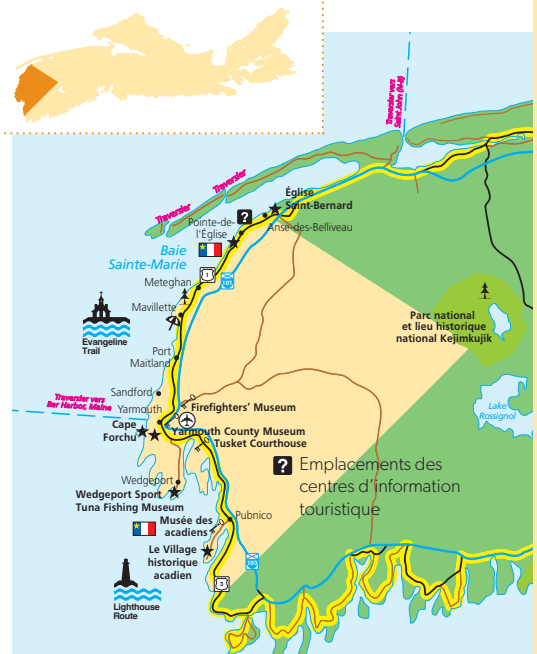 Traversier vers
Saint John (N-B)
Traversier
Traversier
Église
Saint-Bernard
?
Pointe-de-
l'Église
Anse-des-Belliveau
Baie
Sainte-Marie
1
101
Meteghan
Mavillette
Evangeline
Trail
Parc national
et lieu historique
national Kejimkujik
Port
Maitland
Lake
Rossignol
Sandford
Traversier vers
Bar Harbor, Maine
Yarmouth
Firefighters' Museum
Cape
Forchu
Yarmouth County Museum
Tusket Courthouse
? Emplacements des
centres d'information
touristique
Wedgeport
Wedgeport Sport
Tuna Fishing Museum
Musée des
acadiens
Pubnico
Le Village
historique
acadien
103
3
Lighthouse
Route